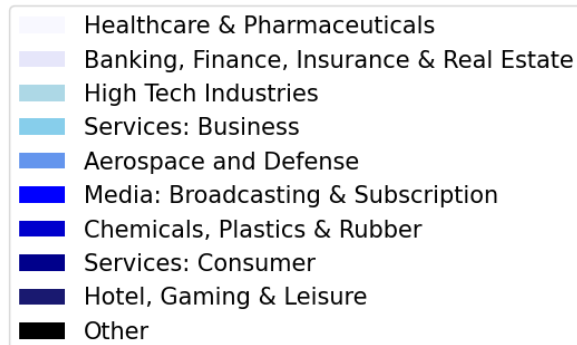 Healthcare & Pharmaceuticals
Banking, Finance, Insurance & Real Estate
High Tech Industries
Services: Business
Aerospace and Defense
Media: Broadcasting & Subscription
Chemicals, Plastics & Rubber
Services: Consumer
Hotel, Gaming & Leisure
Other